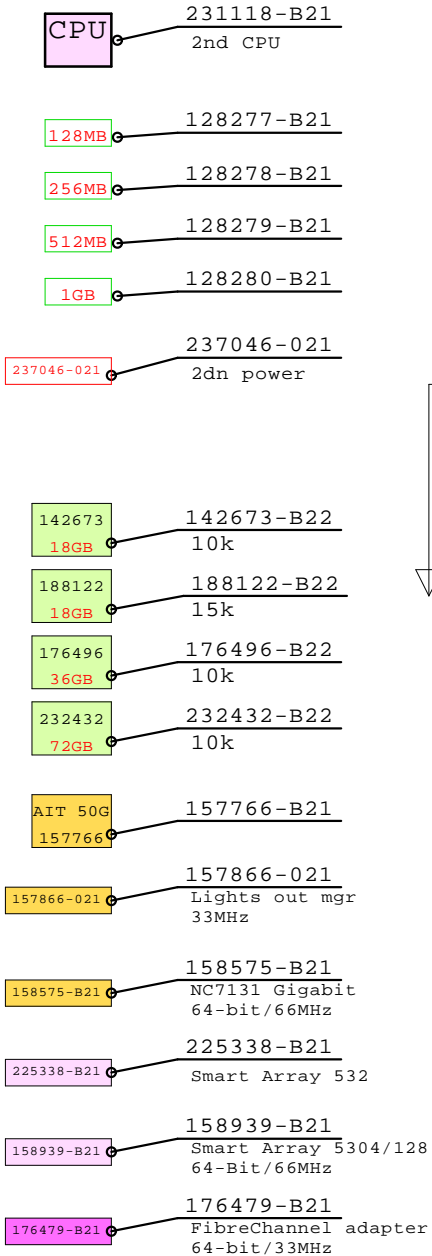 CPU
231118-B21
2nd CPU
128MB
128277-B21
256MB
128278-B21
512MB
128279-B21
1GB
128280-B21
237046-021
237046-021
2dn power
142673
18GB
142673-B22
10k
188122
18GB
188122-B22
15k
176496
36GB
176496-B22
10k
232432
72GB
232432-B22
10k
AIT 50G
157766
157766-B21
157866-021
157866-021
Lights out mgr
33MHz
158575-B21
158575-B21
NC7131 Gigabit
64-bit/66MHz
225338-B21
225338-B21
Smart Array 532
158939-B21
158939-B21
Smart Array 5304/128
64-Bit/66MHz
176479-B21
176479-B21
FibreChannel adapter
64-bit/33MHz